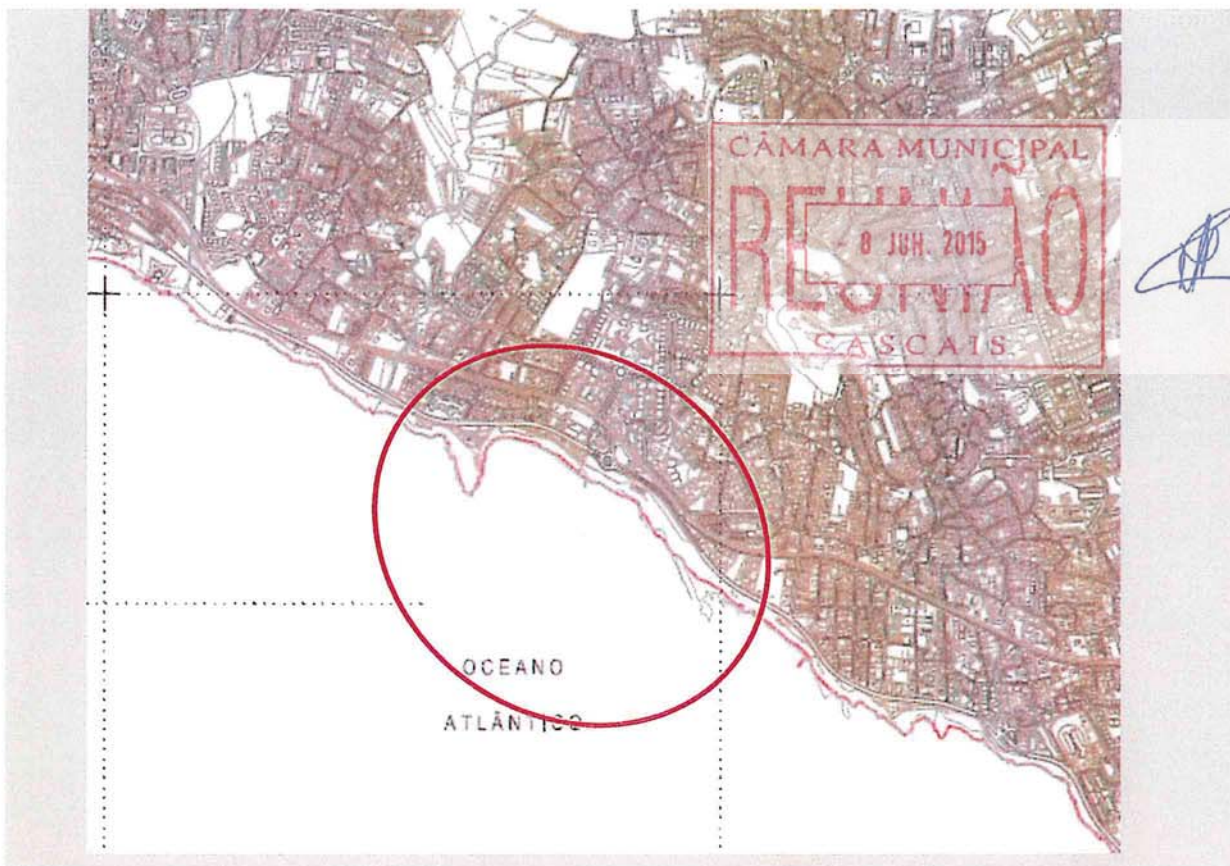 CÂMARA MUNICIPAL
REUNIÃO
- 8 JUN. 2015
CASCAIS
OCEANO
ATLÂNTICO